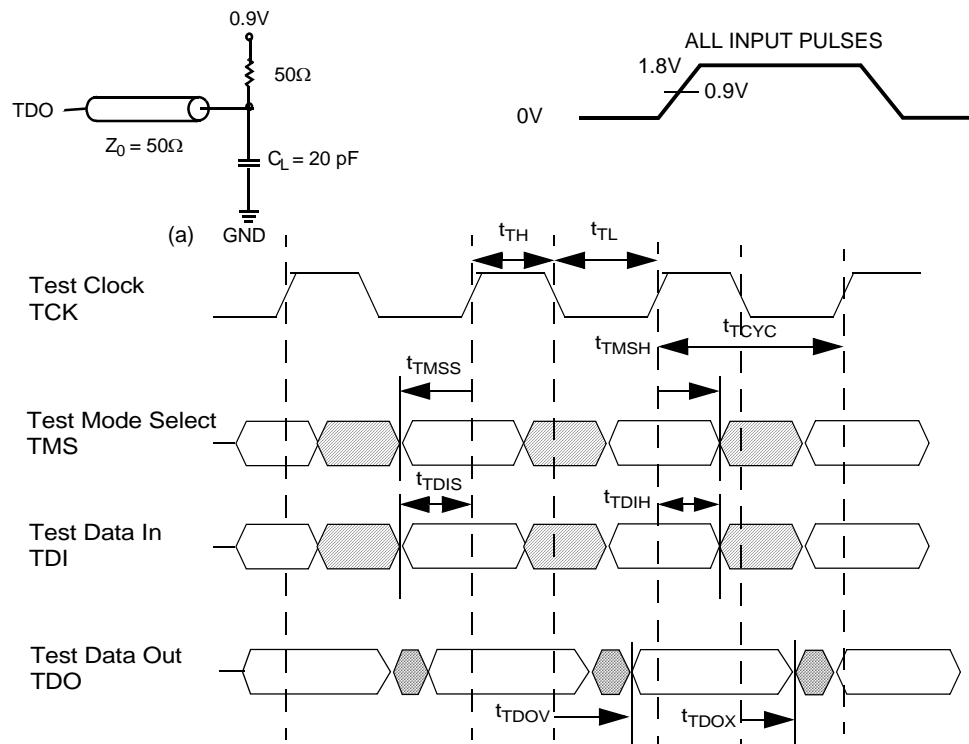 0.9V
50Ω
TDO
Z0 = 50Ω
CL = 20 pF
(a)
GND
ALL INPUT PULSES
1.8V
0.9V
0V
tTH
tTL
Test Clock
TCK
tTCYC
tTMSH
tTMSS
Test Mode Select
TMS
tTDIS
tTDIH
Test Data In
TDI
Test Data Out
TDO
tTDOV
tTDOX